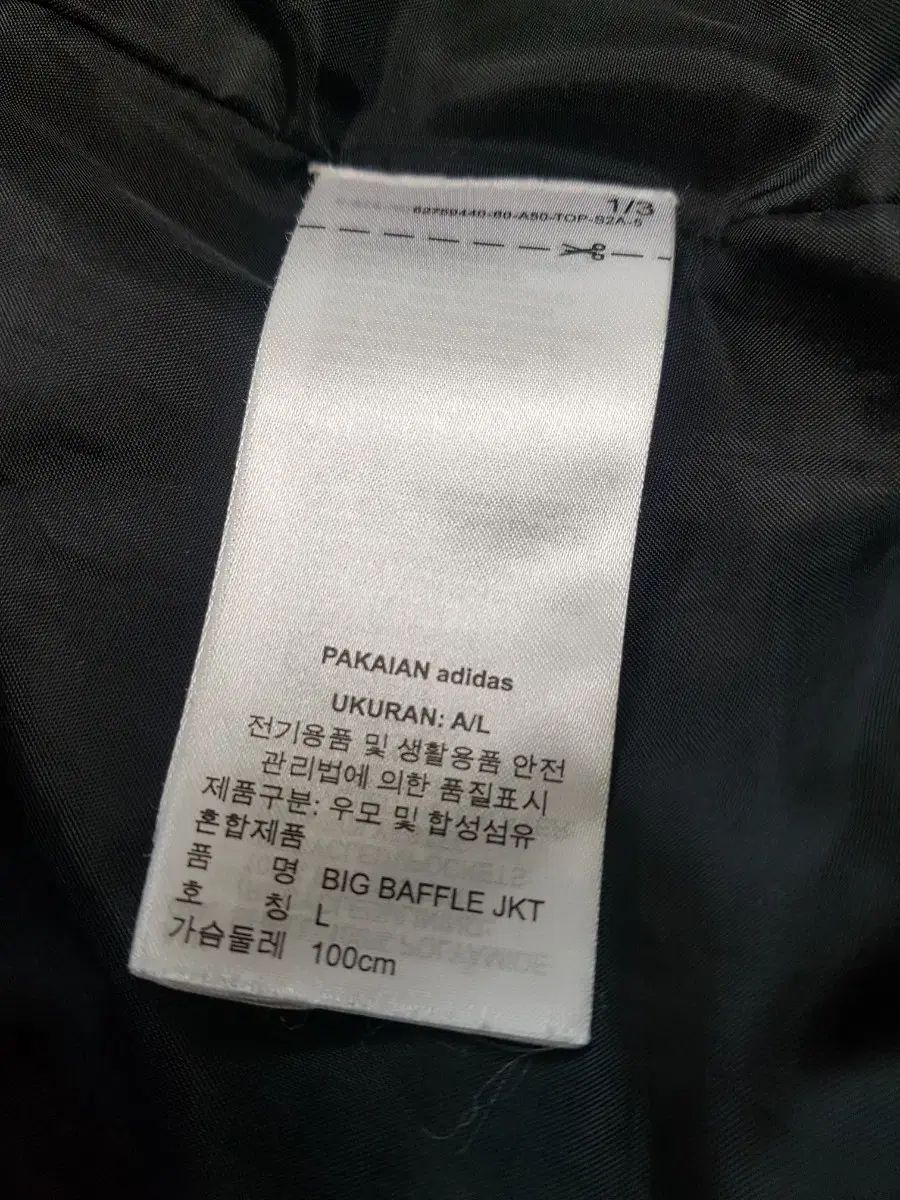 1/3
62759440-60-A50-TOP-S2A-5
PAKAIAN adidas
UKURAN: A/L
전기용품 및 생활용품 안전
관리법에 의한 품질표시
제품구분: 우모 및 합성섬유
혼합제품
품 명 BIG BAFFLE JKT
호 칭 L
가슴둘레 100cm